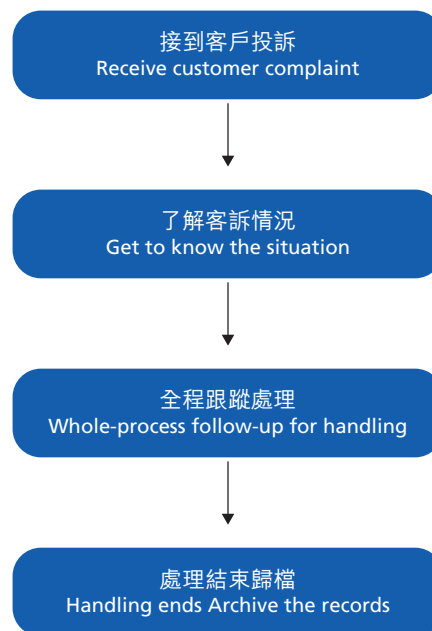 接到客戶投訴
Receive customer complaint
了解客訴情況
Get to know the situation
全程跟蹤處理
Whole-process follow-up for handling
處理結束歸檔
Handling ends Archive the records